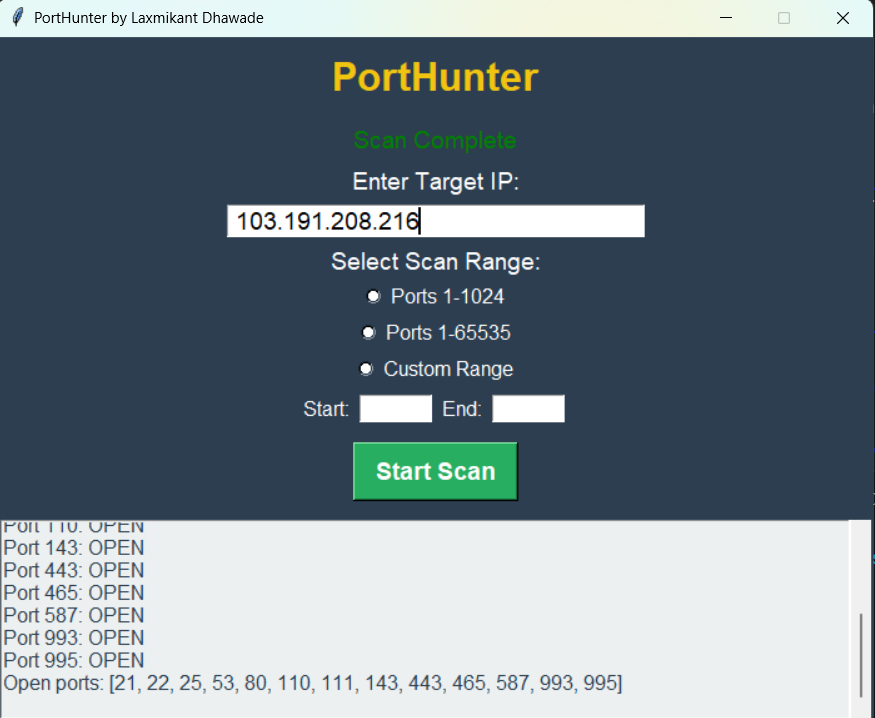 PortHunter by Laxmikant Dhawade
PortHunter
Scan Complete
Enter Target IP:
103.191.208.216
Select Scan Range:
Ports 1-1024
Ports 1-65535
Custom Range
Start: End:
Start Scan
Port 110: OPEN
Port 143: OPEN
Port 443: OPEN
Port 465: OPEN
Port 587: OPEN
Port 993: OPEN
Port 995: OPEN
Open ports: [21, 22, 25, 53, 80, 110, 111, 143, 443, 465, 587, 993, 995]